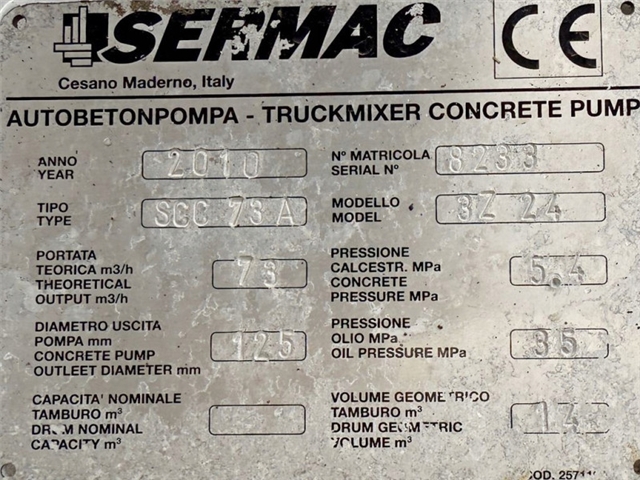 SERMAC
CE
Cesano Maderno, Italy
AUTOBETONPOMPA - TRUCKMIXER CONCRETE PUMP
ANNO
YEAR
2010
N° MATRICOLA
SERIAL N°
8233
TIPO
TYPE
SCC 73 A
MODELLO
MODEL
3Z 24
PORTATA
TEORICA m3/h
THEORETICAL
OUTPUT m3/h
73
PRESSIONE
CALCESTR. MPa
CONCRETE
PRESSURE MPa
5.4
DIAMETRO USCITA
POMPA mm
CONCRETE PUMP
OUTLEET DIAMETER mm
125
PRESSIONE
OLIO MPa
OIL PRESSURE MPa
35
CAPACITA' NOMINALE
TAMBURO m³
DRUM NOMINAL
CAPACITY m³
VOLUME GEOMETRICO
TAMBURO m³
DRUM GEOMETRIC
VOLUME m³
14
COD.